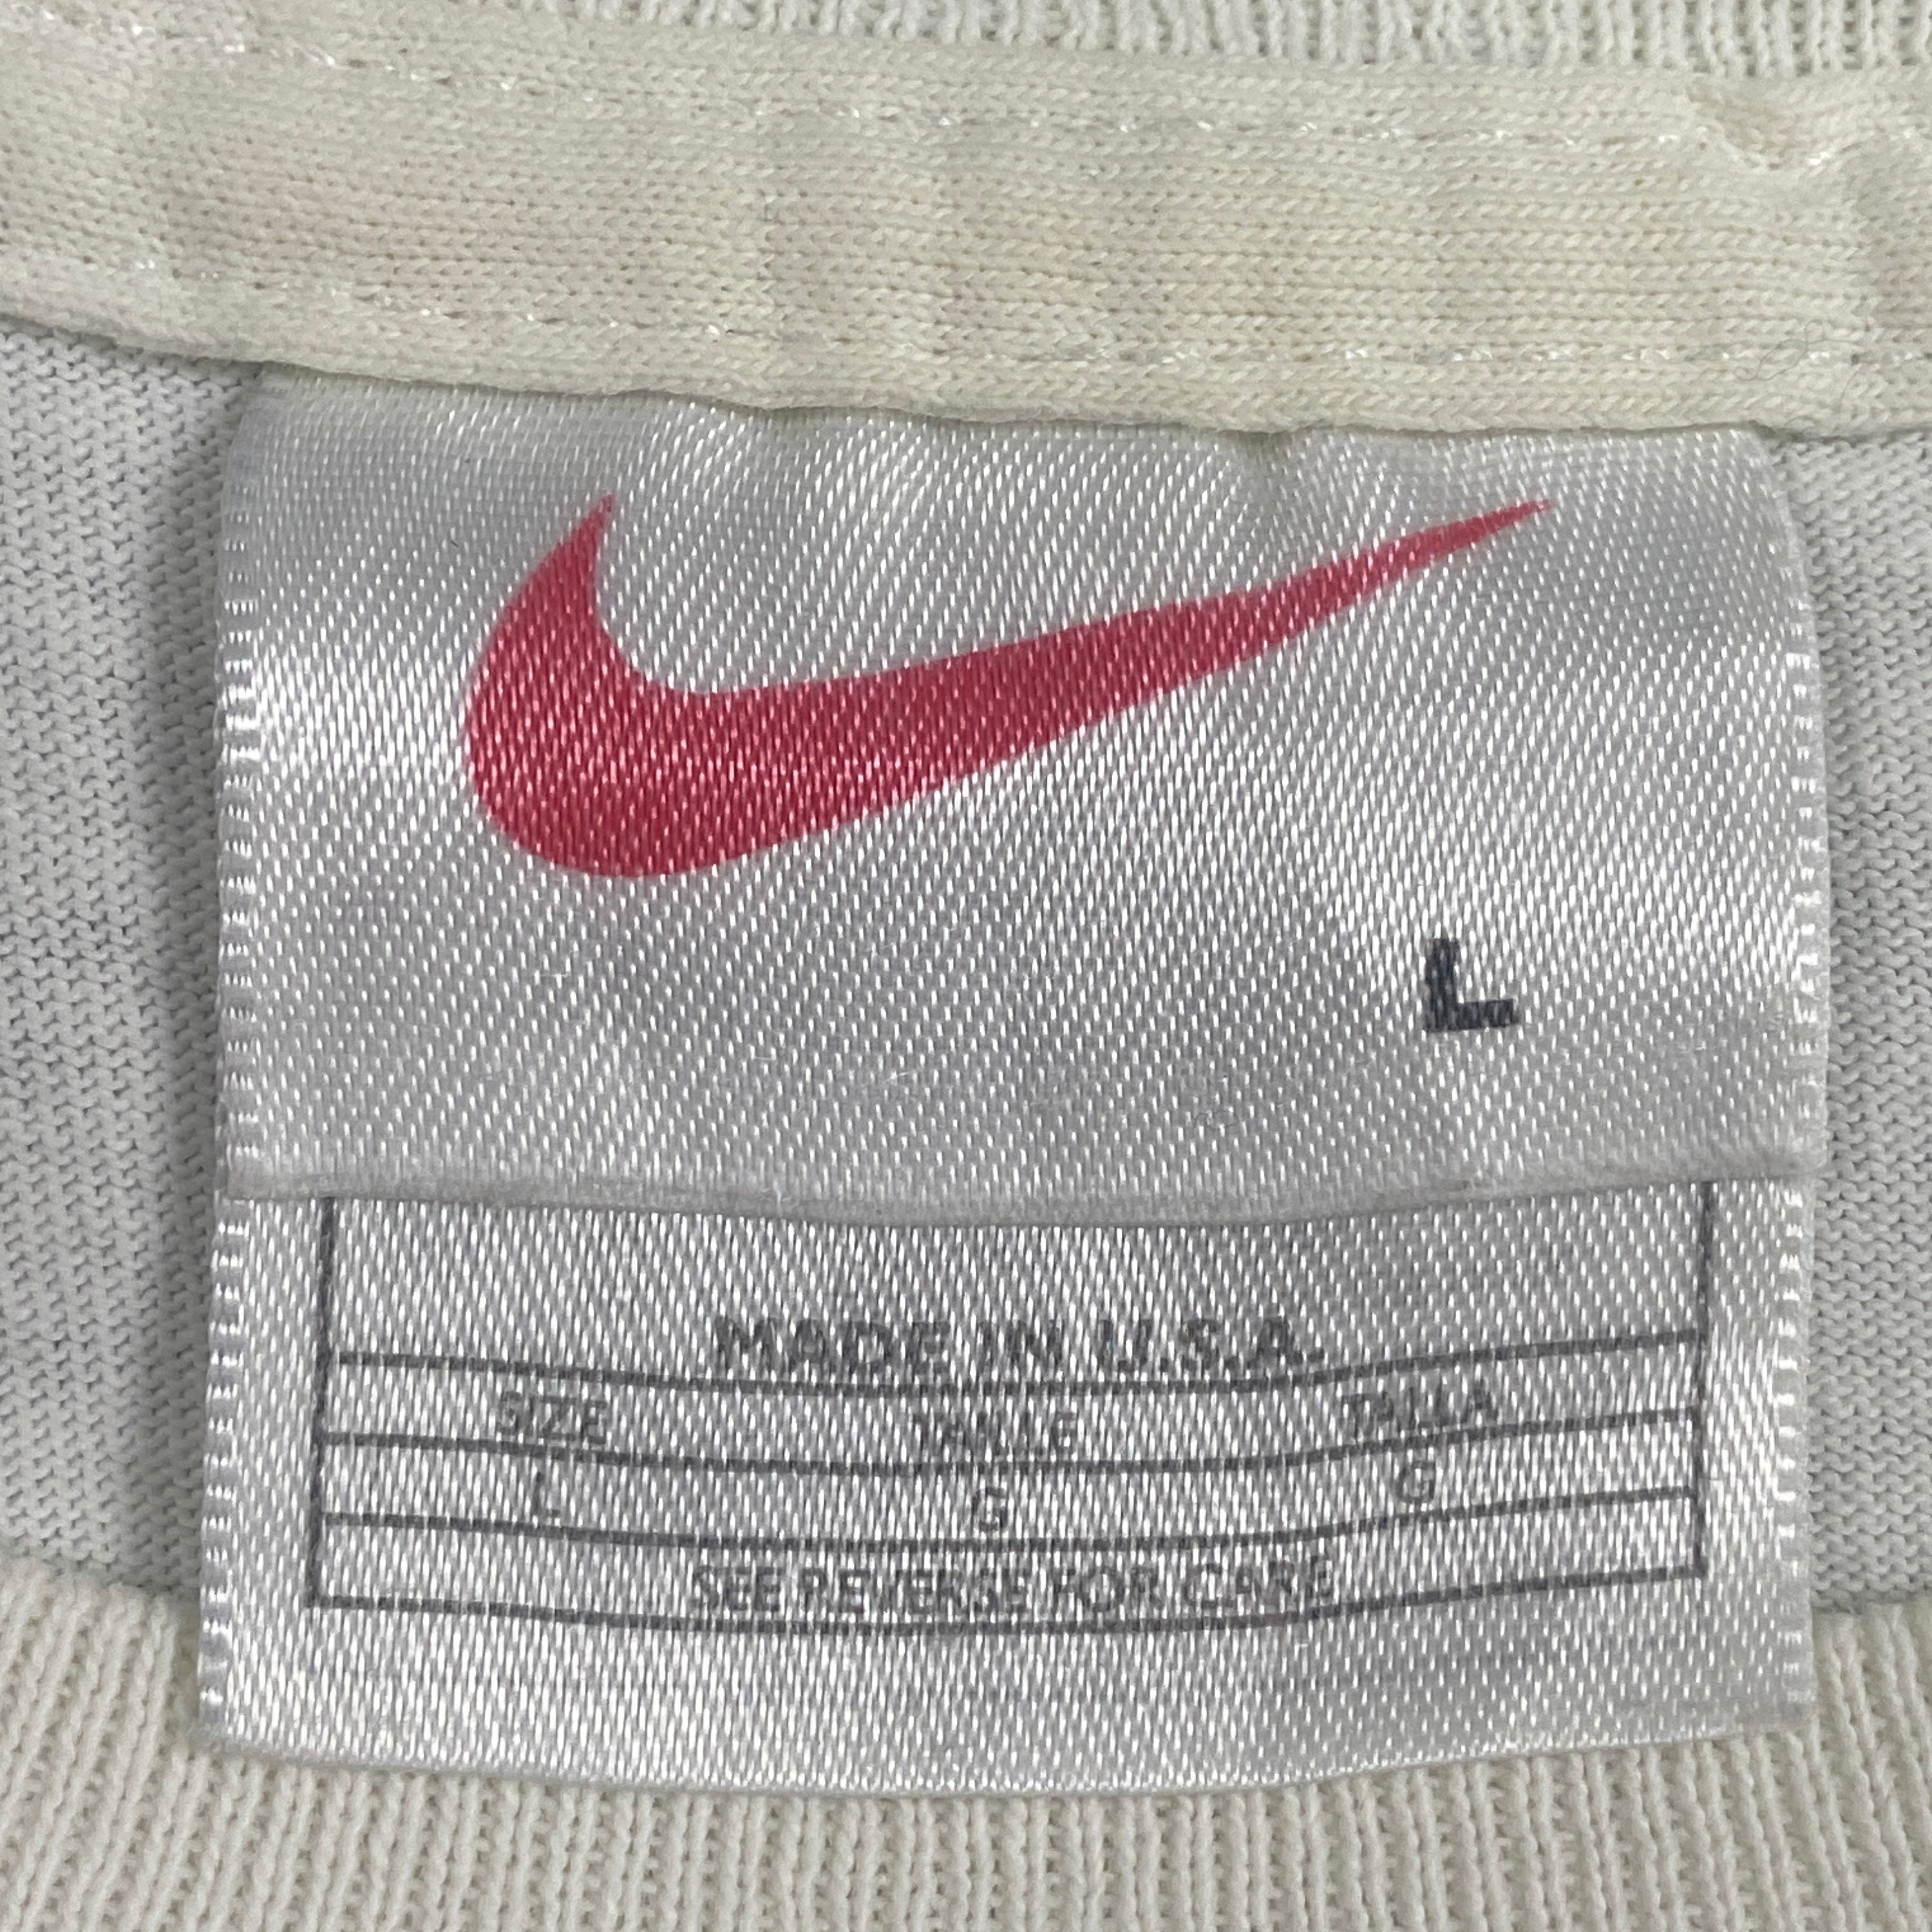 L
MADE IN U.S.A.
SIZE TAILLE TALLA
L G G
SEE REVERSE FOR CARE